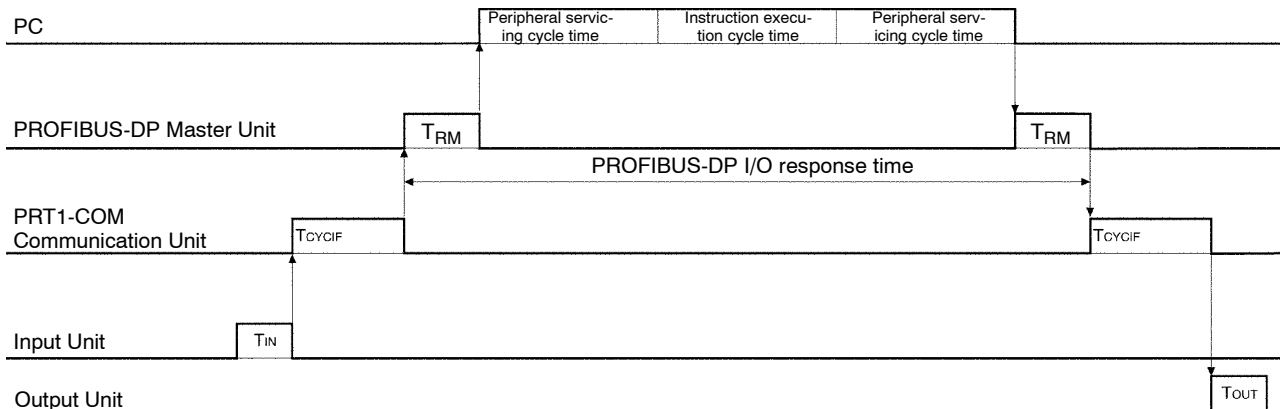 PC
Peripheral servic-
ing cycle time
Instruction execu-
tion cycle time
Peripheral serv-
icing cycle time
PROFIBUS-DP Master Unit
TRM
TRM
PROFIBUS-DP I/O response time
PRT1-COM
Communication Unit
TCYCIF
TCYCIF
Input Unit
TIN
Output Unit
TOUT